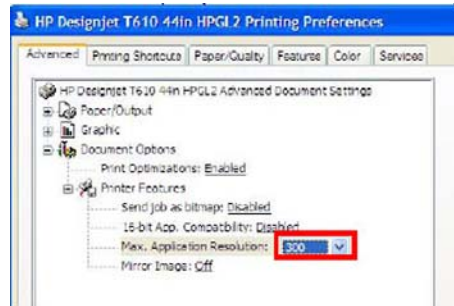 HP Designjet T610 44in HPGL2 Printing Preferences
Advanced Printing Shortcuts Paper/Quality Features Color Services
HP Designjet T610 44in HPGL2 Advanced Document Settings
Paper/Output
Graphic
Document Options
Print Optimizations: Enabled
Printer Features
Send job as bitmap: Disabled
16-bit App. Compatibility: Disabled
Max. Application Resolution: 300
Mirror Image: Off